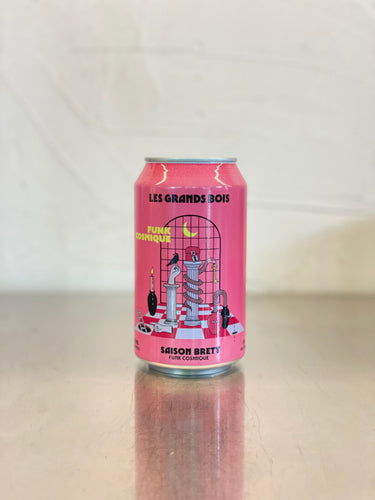 LES GRANDS BOIS
FUNK
COSMIQUE
SAISON BRETT
FUNK COSMIQUE